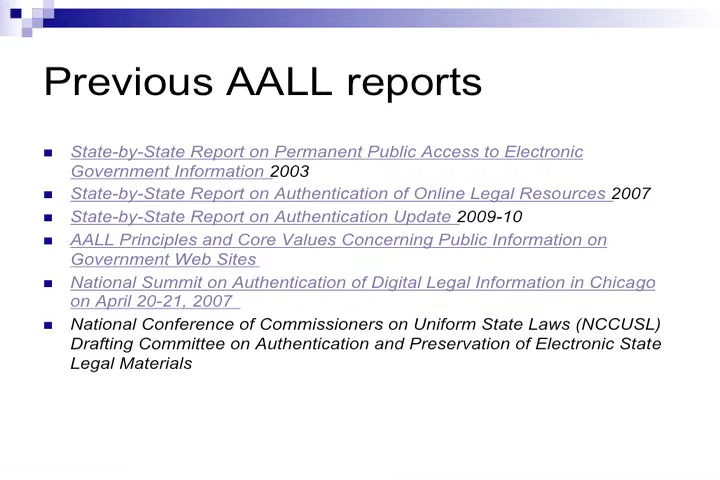 Previous AALL reports
State-by-State Report on Permanent Public Access to Electronic
Government Information 2003
State-by-State Report on Authentication of Online Legal Resources 2007
State-by-State Report on Authentication Update 2009-10
AALL Principles and Core Values Concerning Public Information on
Government Web Sites
National Summit on Authentication of Digital Legal Information in Chicago
on April 20-21, 2007
National Conference of Commissioners on Uniform State Laws (NCCUSL)
Drafting Committee on Authentication and Preservation of Electronic State
Legal Materials